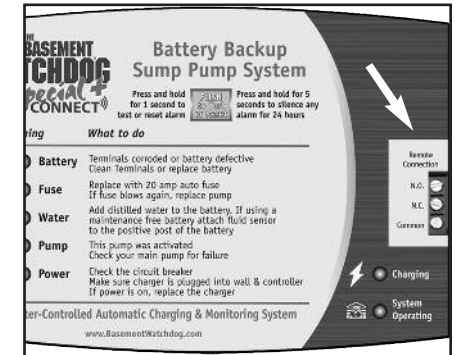 THE
BASEMENT
Battery Backup
Sump Pump System
CONNECT
Press and hold
for 1 second to
test or reset alarm
PUSH
Press and hold for 5
seconds to silence any
alarm for 24 hours
What to do
Battery
Terminals corroded or battery defective
Clean Terminals or replace battery
Fuse
Replace with 20 amp auto fuse
If fuse blows again, replace pump
Water
Add distilled water to the battery. If using a
maintenance free battery attach fluid sensor
to the positive post of the battery
Pump
This pump was activated
Check your main pump for failure
Power
Check the circuit breaker
Make sure charger is plugged into wall & controller
If power is on, replace the charger
ter-Controlled Automatic Charging & Monitoring System
www.BasementWatchdog.com
Remote
Connection
N.O.
N.C.
Common
Charging
System
Operating